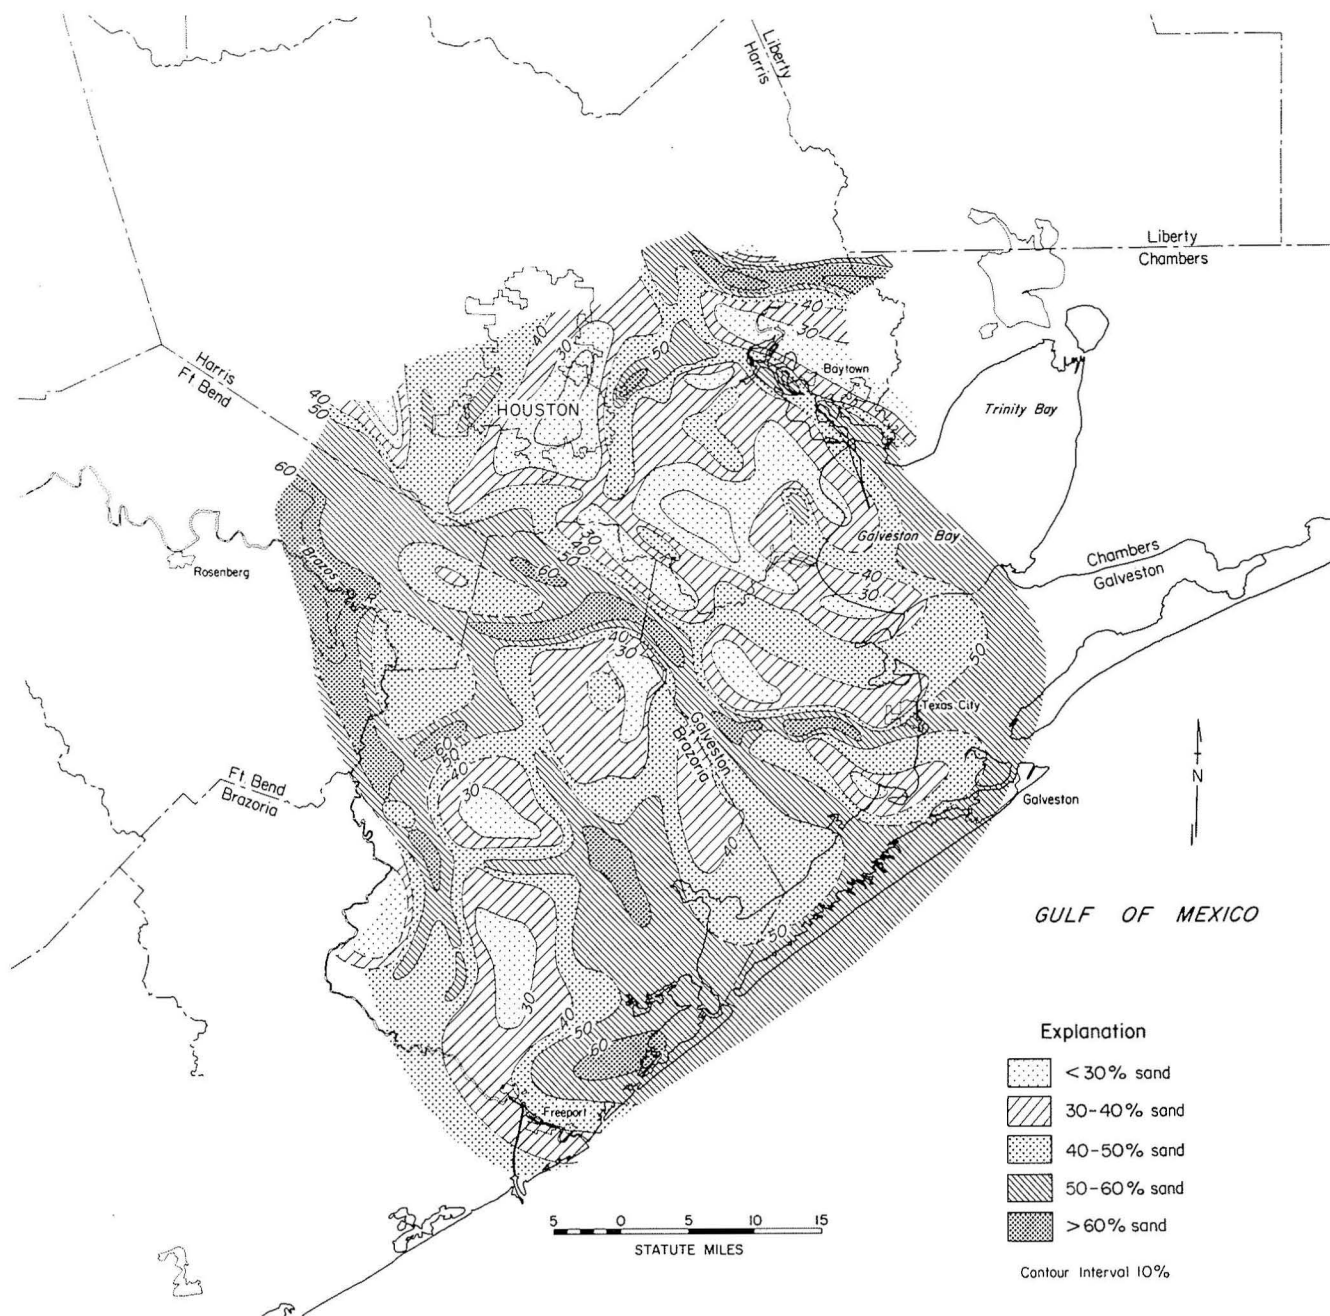 Liberty
Harris
Liberty
Chambers
40
30
40
30
50
Baytown
Trinity Bay
Harris
Ft. Bend
40
50
HOUSTON
60
Brazos River
Rosenberg
30
40
50
60
Galveston Bay
Chambers
Galveston
40
30
40
30
50
Texas City
Galveston
Brazoria
60
50
40
30
Ft. Bend
Brazoria
Galveston
N
40
50
GULF OF MEXICO
30
40
50
60
Freeport
Explanation
<30% sand
30-40% sand
40-50% sand
50-60% sand
>60% sand
Contour Interval 10%
5 0 5 10 15
STATUTE MILES